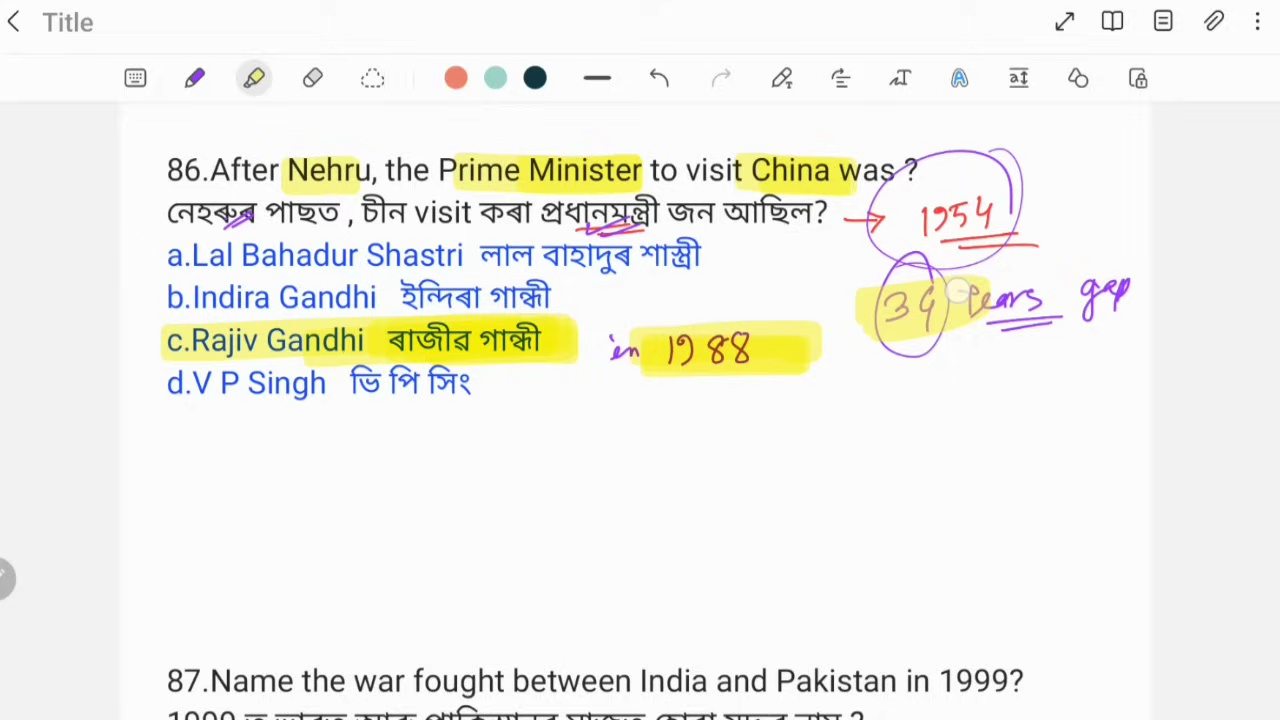 Title
86.After Nehru, the Prime Minister to visit China was ?
নেহৰুৰ পাছত , চীন visit কৰা প্ৰধানমন্ত্ৰী জন আছিল? → 1954
a.Lal Bahadur Shastri লাল বাহাদুৰ শাস্ত্ৰী
b.Indira Gandhi ইন্দিৰা গান্ধী 34 years gap
c.Rajiv Gandhi ৰাজীৱ গান্ধী in 1988
d.V P Singh ভি পি সিং
87.Name the war fought between India and Pakistan in 1999?